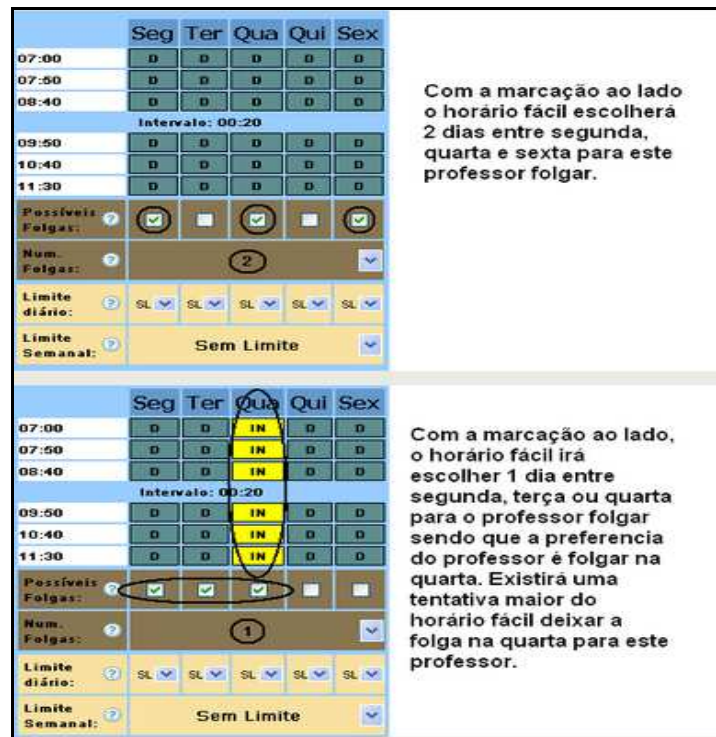 Seg Ter Qua Qui Sex
07:00 D D D D D
07:50 D D D D D
08:40 D D D D D
Intervalo: 00:20
09:50 D D D D D
10:40 D D D D D
11:30 D D D D D
Possíveis
Folgas: ?
Num.
Folgas: ? 2
Limite
diário: ? SL SL SL SL SL
Limite
Semanal: ? Sem Limite
Com a marcação ao lado
o horário fácil escolherá
2 dias entre segunda,
quarta e sexta para este
professor folgar.
Seg Ter Qua Qui Sex
07:00 D D IN D D
07:50 D D IN D D
08:40 D D IN D D
Intervalo: 00:20
09:50 D D IN D D
10:40 D D IN D D
11:30 D D IN D D
Possíveis
Folgas: ?
Num.
Folgas: ? 1
Limite
diário: ? SL SL SL SL SL
Limite
Semanal: ? Sem Limite
Com a marcação ao lado,
o horário fácil irá
escolher 1 dia entre
segunda, terça ou quarta
para o professor folgar
sendo que a preferencia
do professor é folgar na
quarta. Existirá uma
tentativa maior do
horário fácil deixar a
folga na quarta para este
professor.